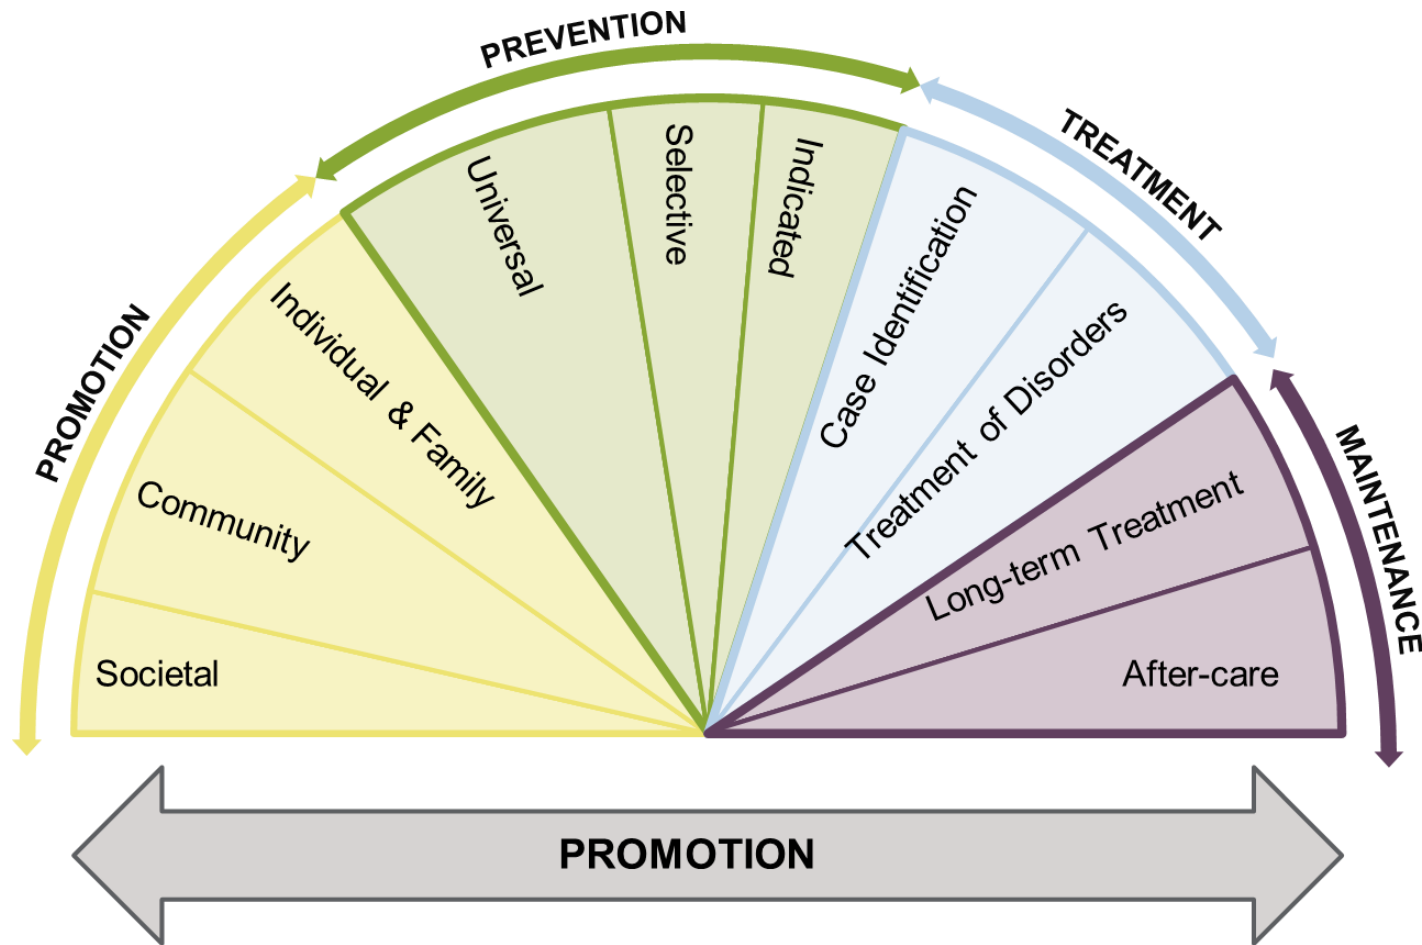 PROMOTION
PREVENTION
TREATMENT
MAINTENANCE
Societal
Community
Individual & Family
Universal
Selective
Indicated
Case Identification
Treatment of Disorders
Long-term Treatment
After-care
PROMOTION